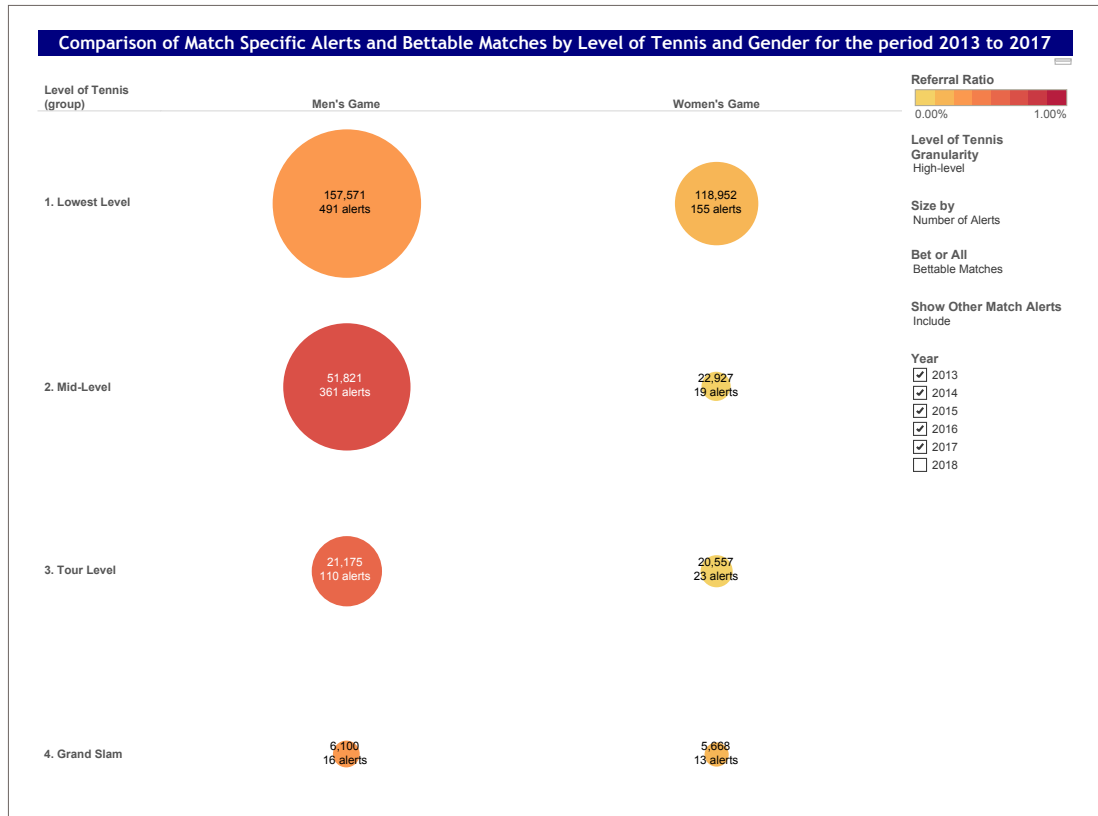 Comparison of Match Specific Alerts and Bettable Matches by Level of Tennis and Gender for the period 2013 to 2017
Level of Tennis
(group)
Men's Game
Women's Game
1. Lowest Level
157,571
491 alerts
118,952
155 alerts
2. Mid-Level
51,821
361 alerts
22,927
19 alerts
3. Tour Level
21,175
110 alerts
20,557
23 alerts
4. Grand Slam
6,100
16 alerts
5,668
13 alerts
Referral Ratio
0.00% 1.00%
Level of Tennis
Granularity
High-level
Size by
Number of Alerts
Bet or All
Bettable Matches
Show Other Match Alerts
Include
Year
2013
2014
2015
2016
2017
2018